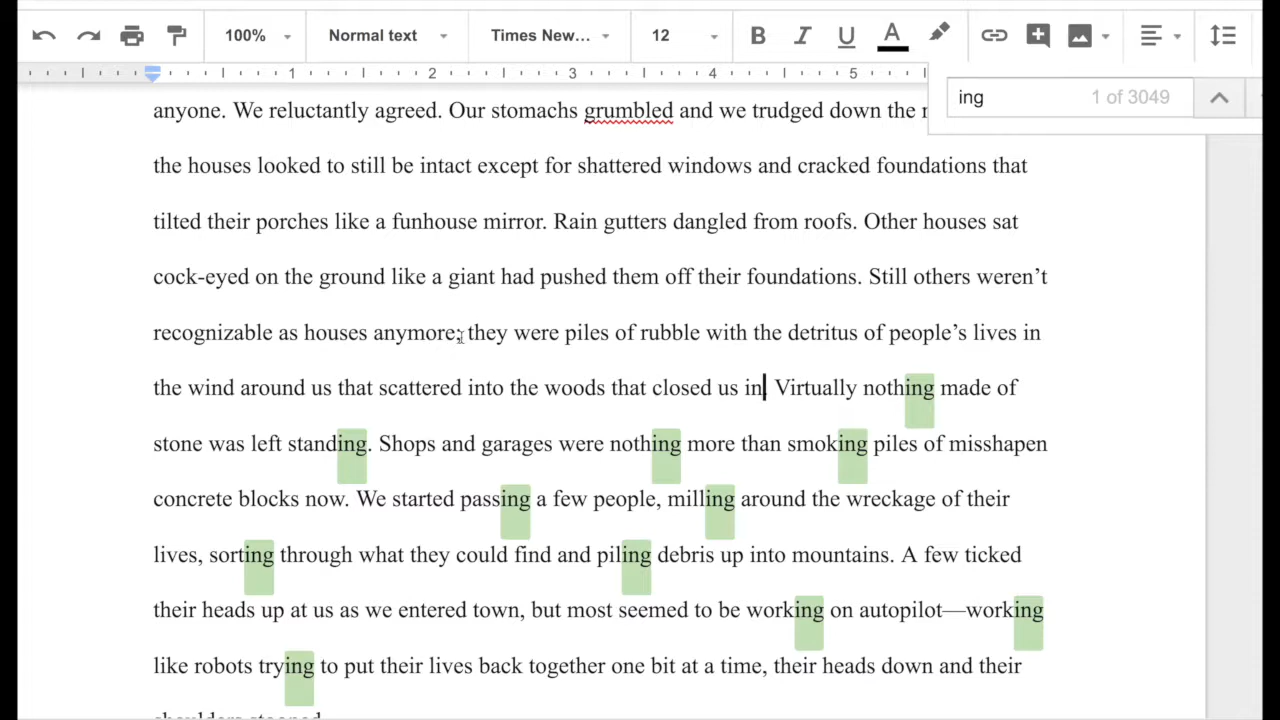 100% Normal text Times New... 12 B I U A
1 2 3 4 5
ing 1 of 3049
anyone. We reluctantly agreed. Our stomachs grumbled and we trudged down the
the houses looked to still be intact except for shattered windows and cracked foundations that
tilted their porches like a funhouse mirror. Rain gutters dangled from roofs. Other houses sat
cock-eyed on the ground like a giant had pushed them off their foundations. Still others weren’t
recognizable as houses anymore; they were piles of rubble with the detritus of people’s lives in
the wind around us that scattered into the woods that closed us in. Virtually nothing made of
stone was left standing. Shops and garages were nothing more than smoking piles of misshapen
concrete blocks now. We started passing a few people, milling around the wreckage of their
lives, sorting through what they could find and piling debris up into mountains. A few ticked
their heads up at us as we entered town, but most seemed to be working on autopilot—working
like robots trying to put their lives back together one bit at a time, their heads down and their
shoulders stooped